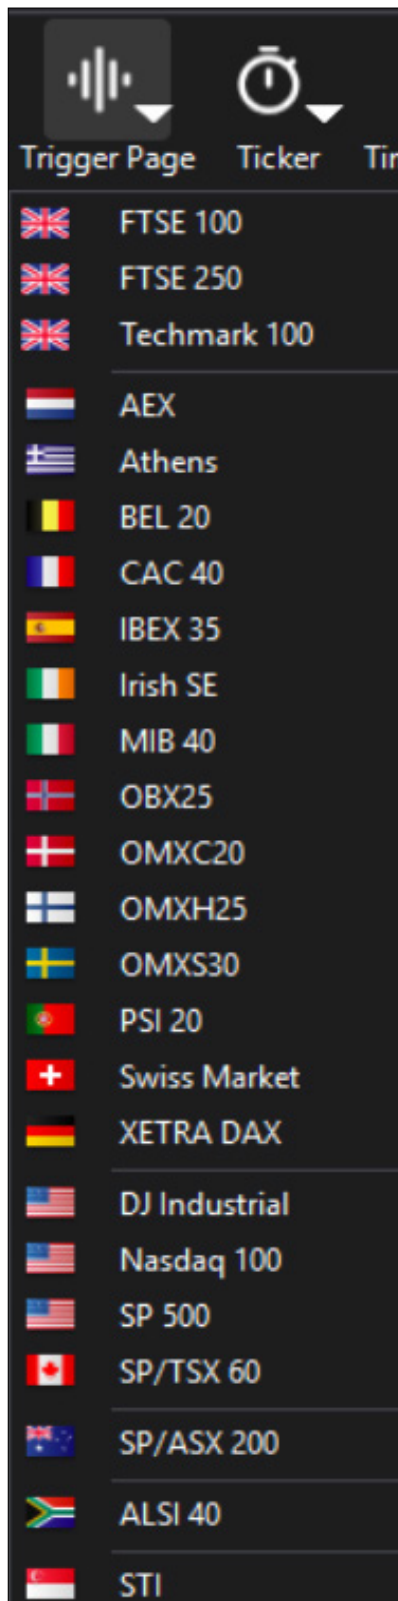 Trigger Page Ticker
FTSE 100
FTSE 250
Techmark 100
AEX
Athens
BEL 20
CAC 40
IBEX 35
Irish SE
MIB 40
OBX25
OMXC20
OMXH25
OMXS30
PSI 20
Swiss Market
XETRA DAX
DJ Industrial
Nasdaq 100
SP 500
SP/TSX 60
SP/ASX 200
ALSI 40
STI